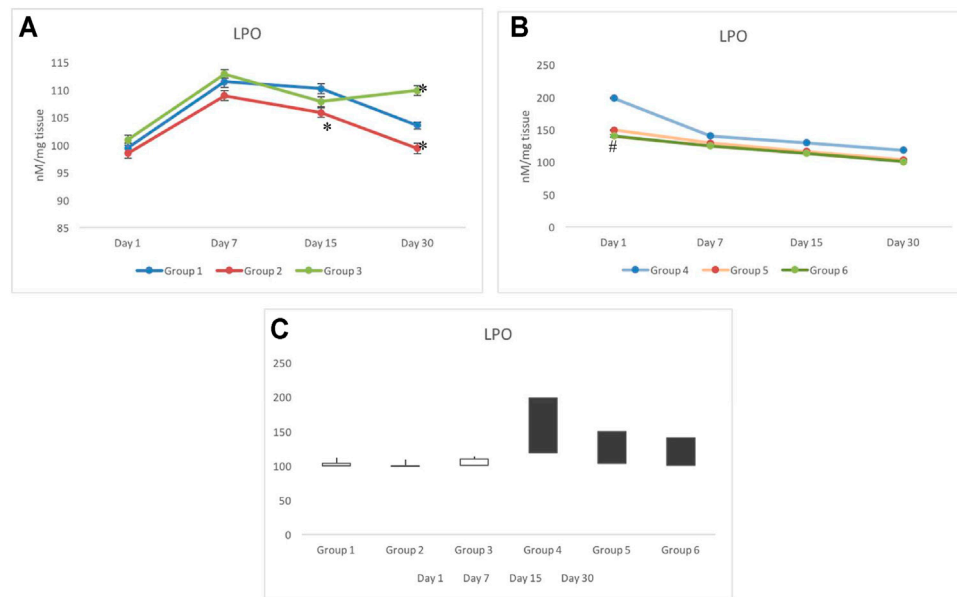 A
LPO
115
110
105
100
95
90
85
nM/mg tissue
*
*
*
Day 1 Day 7 Day 15 Day 30
Group 1 Group 2 Group 3
B
LPO
250
200
150
100
50
0
nM/mg tissue
#
Day 1 Day 7 Day 15 Day 30
Group 4 Group 5 Group 6
C
LPO
250
200
150
100
50
0
Group 1 Group 2 Group 3 Group 4 Group 5 Group 6
Day 1 Day 7 Day 15 Day 30